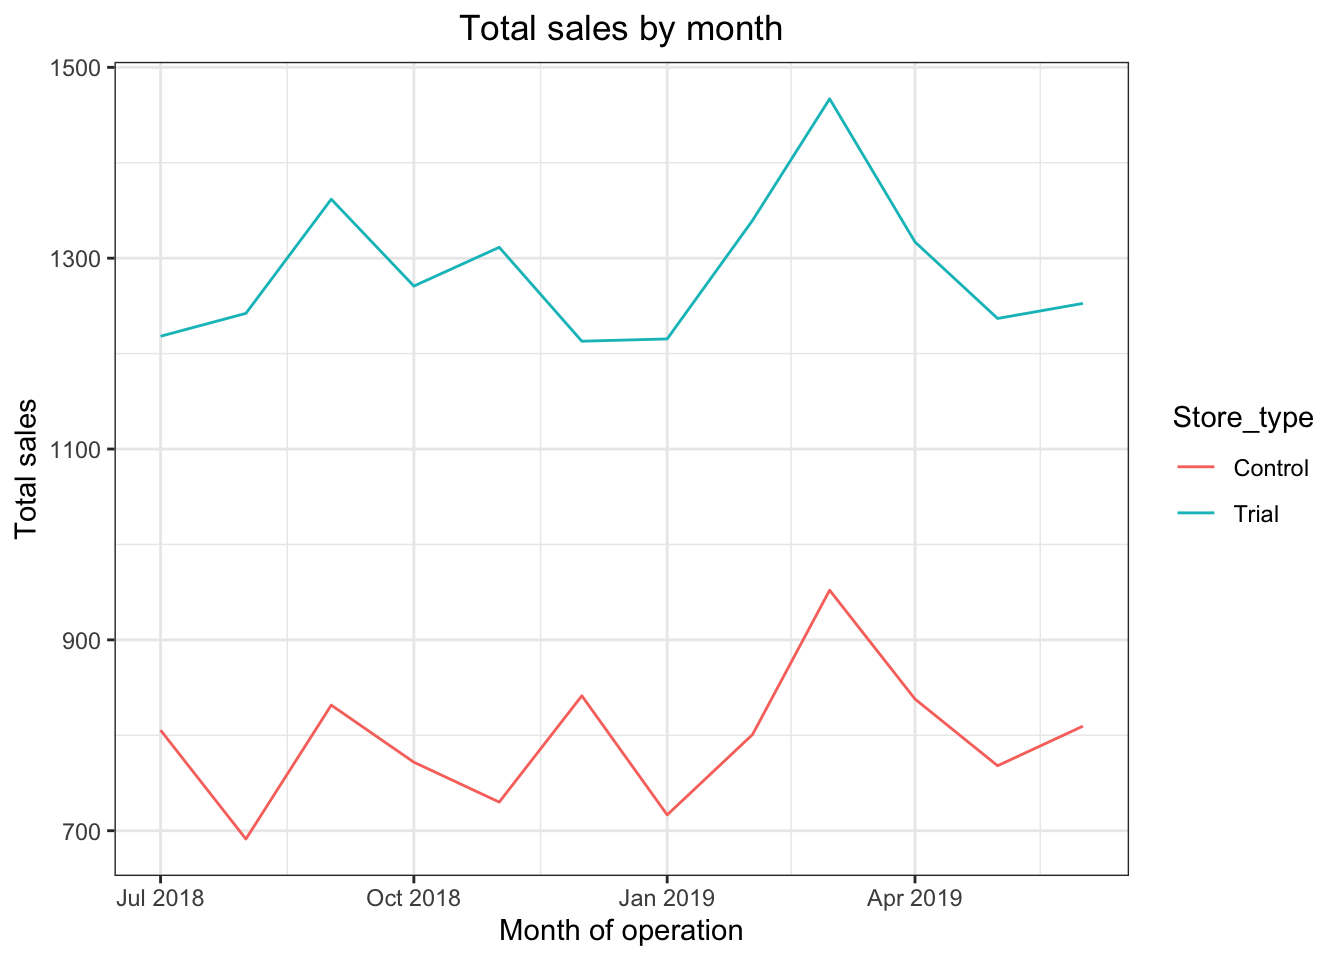 Total sales by month
1500
1300
1100
900
700
Total sales
Jul 2018
Oct 2018
Jan 2019
Apr 2019
Month of operation
Store_type
Control
Trial